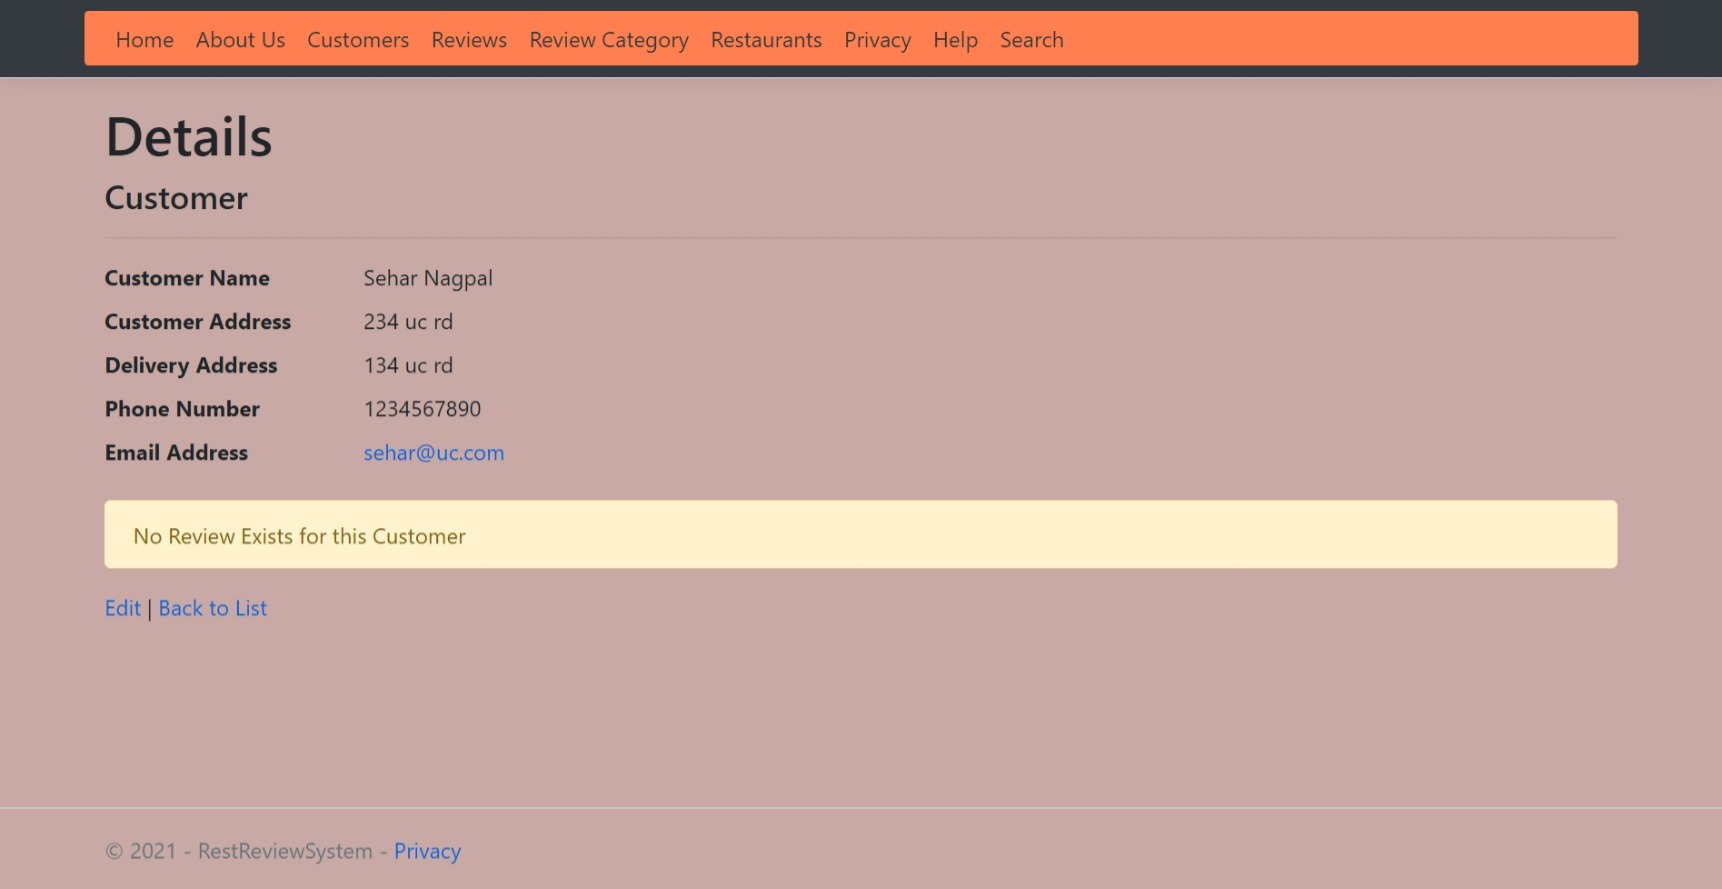 Home About Us Customers Reviews Review Category Restaurants Privacy Help Search
Details
Customer
Customer Name Sehar Nagpal
Customer Address 234 uc rd
Delivery Address 134 uc rd
Phone Number 1234567890
Email Address sehar@uc.com
No Review Exists for this Customer
Edit | Back to List
© 2021 - RestReviewSystem - Privacy